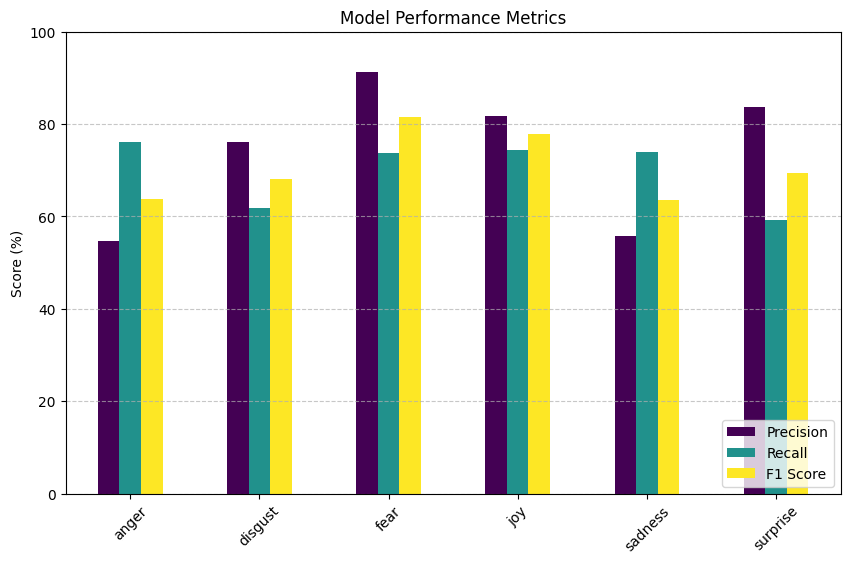 Model Performance Metrics
Score (%)
100
80
60
40
20
0
anger
disgust
fear
joy
sadness
surprise
Precision
Recall
F1 Score